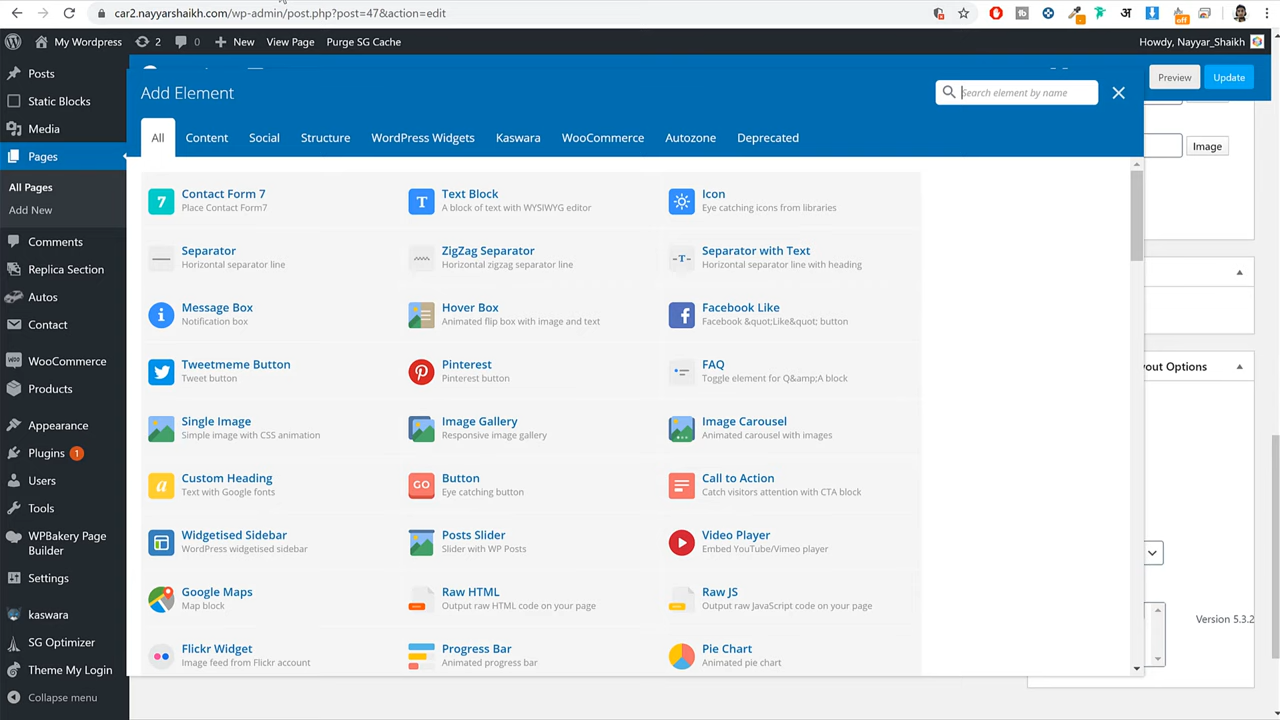 car2.nayyarshaikh.com/wp-admin/post.php?post=47&action=edit
off
My Wordpress 2 0 New View Page Purge SG Cache Howdy, Nayyar_Shaikh
Posts
Static Blocks
Media
Pages
All Pages
Add New
Comments
Replica Section
Autos
Contact
WooCommerce
Products
Appearance
Plugins 1
Users
Tools
WPBakery Page
Builder
Settings
kaswara
SG Optimizer
Theme My Login
Collapse menu
Add Element
Search element by name
Preview
Update
All Content Social Structure WordPress Widgets Kaswara WooCommerce Autozone Deprecated
Image
7
Contact Form 7
Place Contact Form7
T
Text Block
A block of text with WYSIWYG editor
Icon
Eye catching icons from libraries
Separator
Horizontal separator line
ZigZag Separator
Horizontal zigzag separator line
-T-
Separator with Text
Horizontal separator line with heading
i
Message Box
Notification box
Hover Box
Animated flip box with image and text
f
Facebook Like
Facebook &quot;Like&quot; button
Tweetmeme Button
Tweet button
Pinterest
Pinterest button
FAQ
Toggle element for Q&amp;A block
Single Image
Simple image with CSS animation
Image Gallery
Responsive image gallery
Image Carousel
Animated carousel with images
a
Custom Heading
Text with Google fonts
GO
Button
Eye catching button
Call to Action
Catch visitors attention with CTA block
Widgetised Sidebar
WordPress widgetised sidebar
Posts Slider
Slider with WP Posts
Video Player
Embed YouTube/Vimeo player
Google Maps
Map block
Raw HTML
Output raw HTML code on your page
Raw JS
Output raw JavaScript code on your page
Flickr Widget
Image feed from Flickr account
Progress Bar
Animated progress bar
Pie Chart
Animated pie chart
out Options
Version 5.3.2